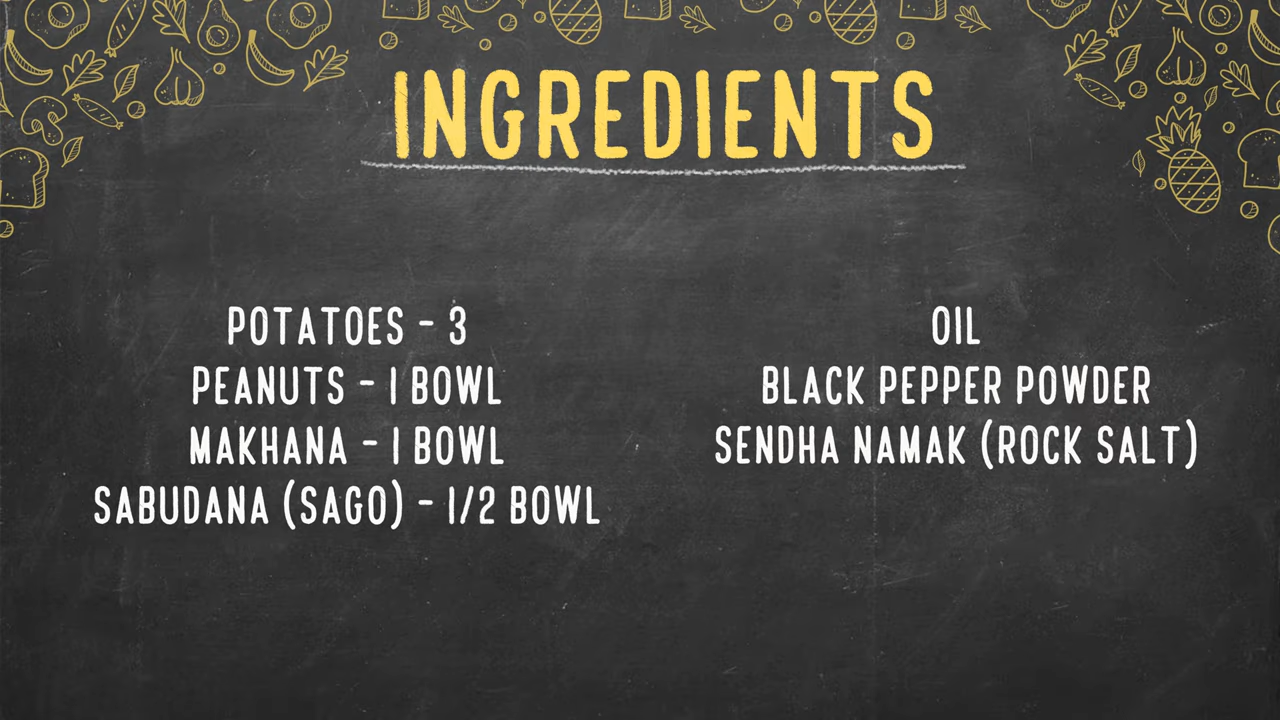 INGREDIENTS
POTATOES - 3
PEANUTS - 1 BOWL
MAKHANA - 1 BOWL
SABUDANA (SAGO) - 1/2 BOWL
OIL
BLACK PEPPER POWDER
SENDHA NAMAK (ROCK SALT)